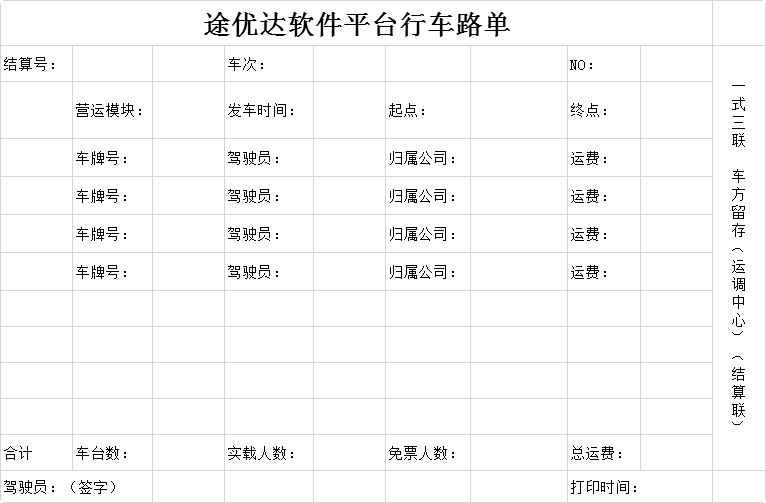 途优达软件平台行车路单
结算号： 车次： NO：
营运模块： 发车时间： 起点： 终点：
车牌号： 驾驶员： 归属公司： 运费：
车牌号： 驾驶员： 归属公司： 运费：
车牌号： 驾驶员： 归属公司： 运费：
车牌号： 驾驶员： 归属公司： 运费：
合计 车台数： 实载人数： 免票人数： 总运费：
驾驶员：（签字） 打印时间：
一式三联 车方留存（运调中心）（结算联）